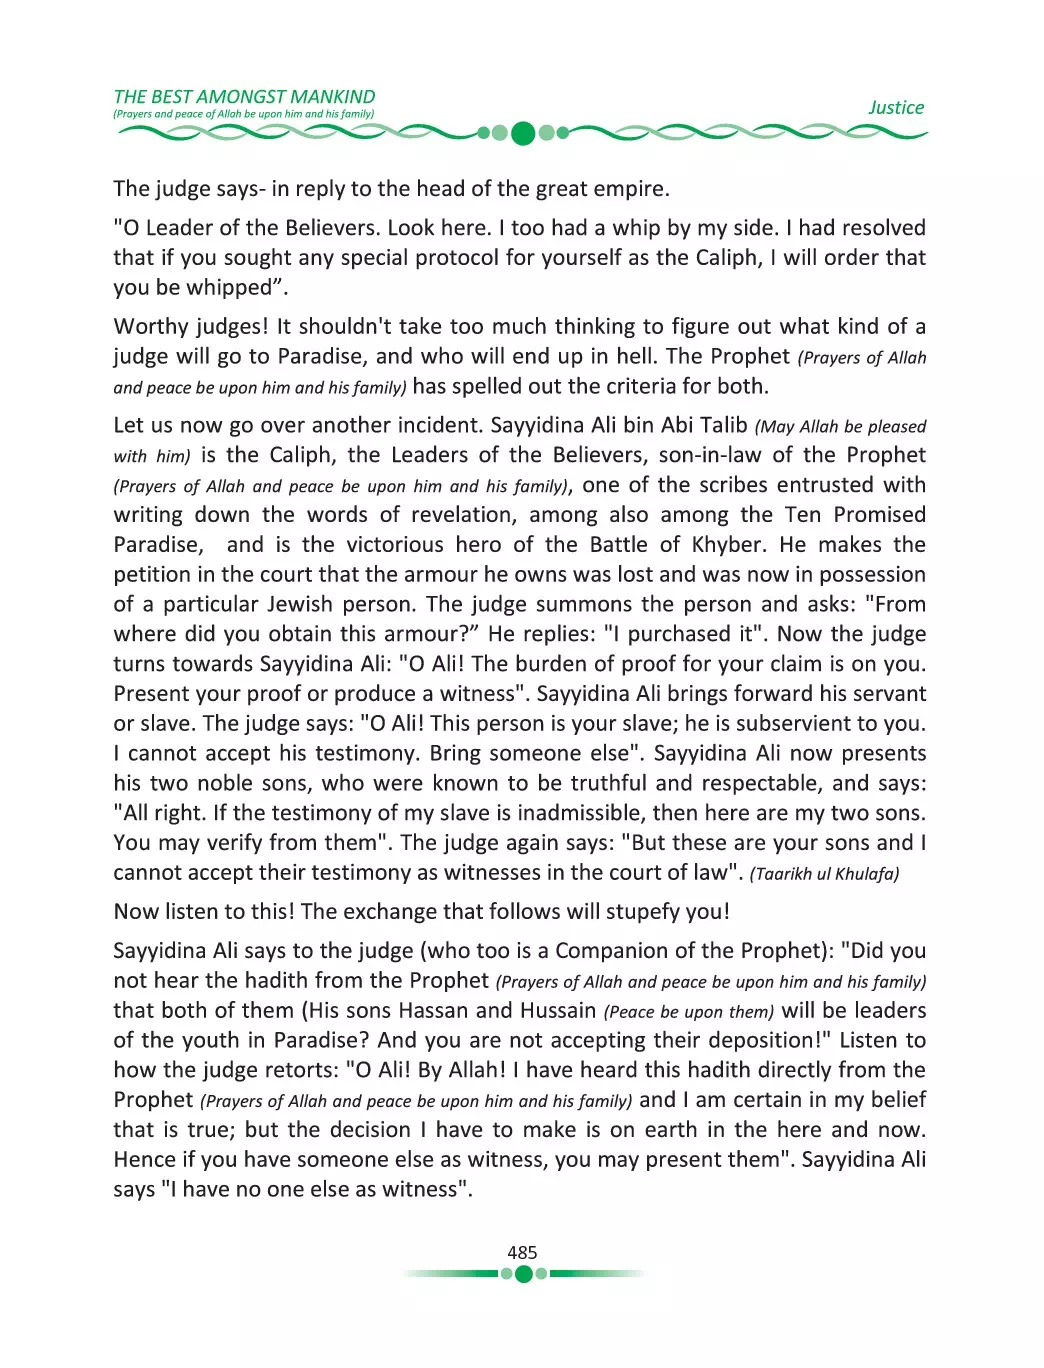 THE BEST AMONGST MANKIND
(Prayers and peace of Allah be upon him and his family)
Justice
The judge says- in reply to the head of the great empire.
"O Leader of the Believers. Look here. I too had a whip by my side. I had resolved
that if you sought any special protocol for yourself as the Caliph, I will order that
you be whipped”.
Worthy judges! It shouldn't take too much thinking to figure out what kind of a
judge will go to Paradise, and who will end up in hell. The Prophet (Prayers of Allah
and peace be upon him and his family) has spelled out the criteria for both.
Let us now go over another incident. Sayyidina Ali bin Abi Talib (May Allah be pleased
with him) is the Caliph, the Leaders of the Believers, son-in-law of the Prophet
(Prayers of Allah and peace be upon him and his family), one of the scribes entrusted with
writing down the words of revelation, among also among the Ten Promised
Paradise, and is the victorious hero of the Battle of Khyber. He makes the
petition in the court that the armour he owns was lost and was now in possession
of a particular Jewish person. The judge summons the person and asks: "From
where did you obtain this armour?” He replies: "I purchased it". Now the judge
turns towards Sayyidina Ali: "O Ali! The burden of proof for your claim is on you.
Present your proof or produce a witness". Sayyidina Ali brings forward his servant
or slave. The judge says: "O Ali! This person is your slave; he is subservient to you.
I cannot accept his testimony. Bring someone else". Sayyidina Ali now presents
his two noble sons, who were known to be truthful and respectable, and says:
"All right. If the testimony of my slave is inadmissible, then here are my two sons.
You may verify from them". The judge again says: "But these are your sons and I
cannot accept their testimony as witnesses in the court of law". (Taarikh ul Khulafa)
Now listen to this! The exchange that follows will stupefy you!
Sayyidina Ali says to the judge (who too is a Companion of the Prophet): "Did you
not hear the hadith from the Prophet (Prayers of Allah and peace be upon him and his family)
that both of them (His sons Hassan and Hussain (Peace be upon them) will be leaders
of the youth in Paradise? And you are not accepting their deposition!" Listen to
how the judge retorts: "O Ali! By Allah! I have heard this hadith directly from the
Prophet (Prayers of Allah and peace be upon him and his family) and I am certain in my belief
that is true; but the decision I have to make is on earth in the here and now.
Hence if you have someone else as witness, you may present them". Sayyidina Ali
says "I have no one else as witness".
485